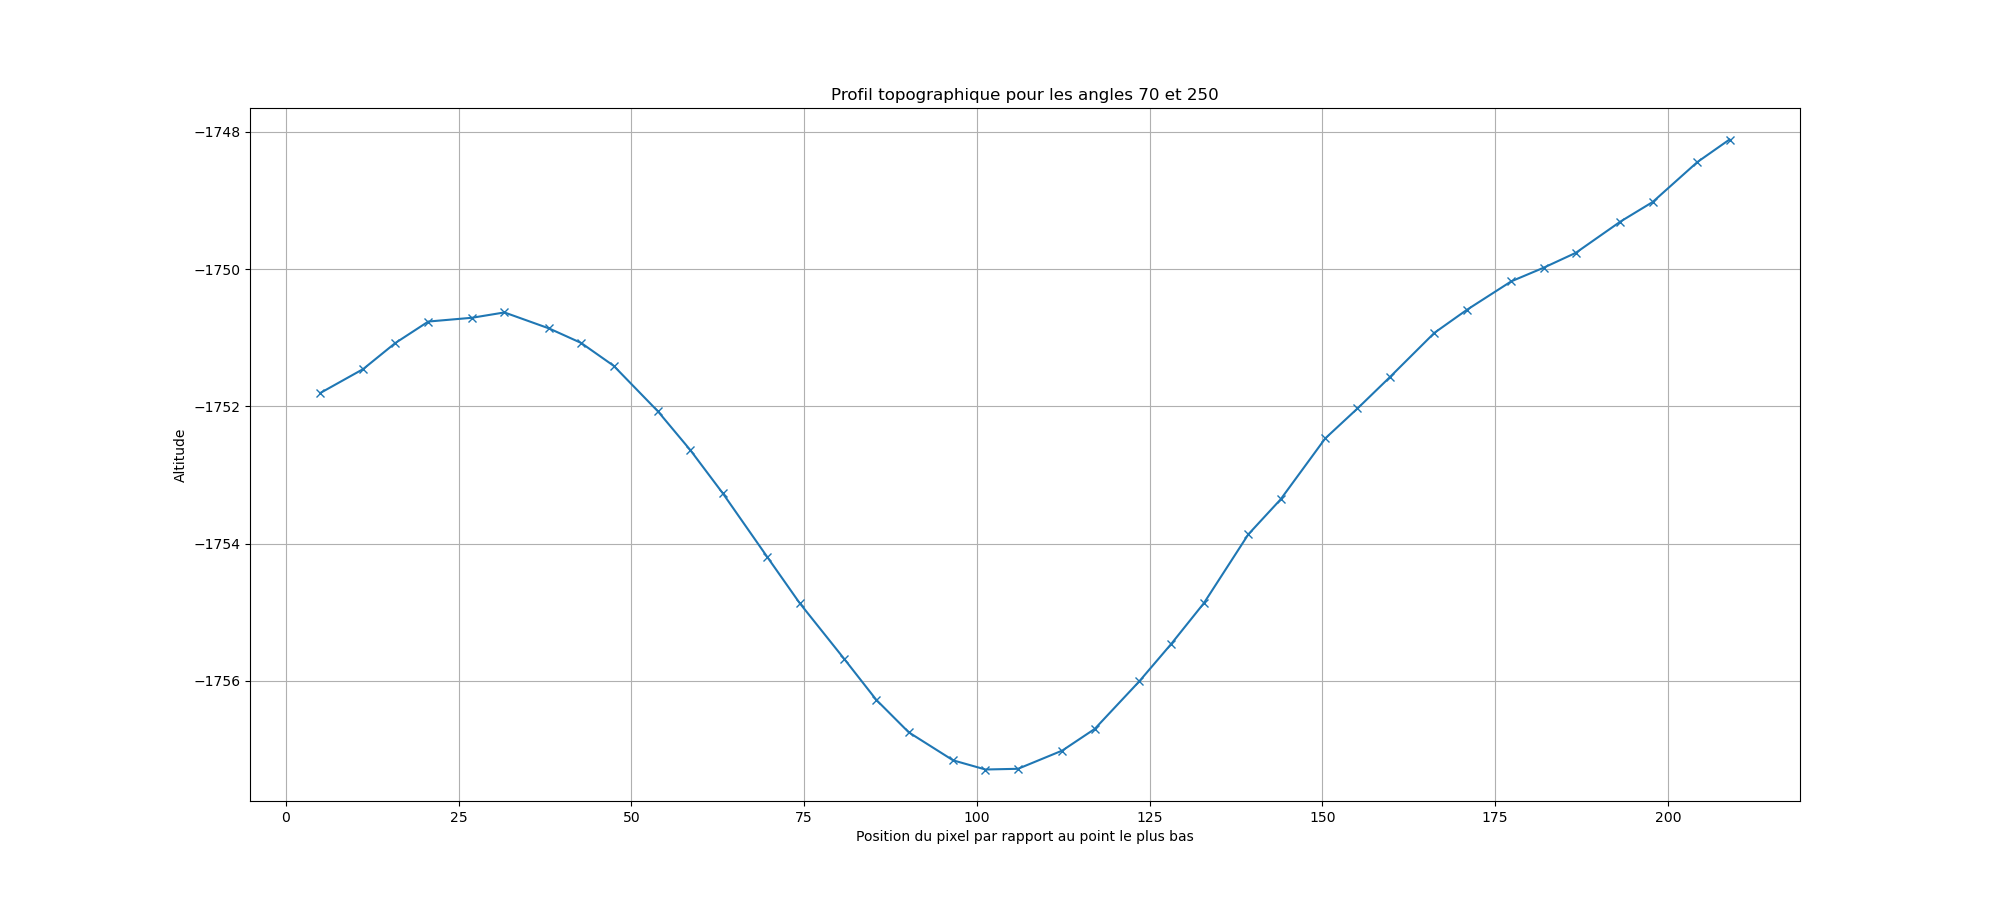 Profil topographique pour les angles 70 et 250
−1748
−1750
−1752
−1754
−1756
Altitude
0 25 50 75 100 125 150 175 200
Position du pixel par rapport au point le plus bas